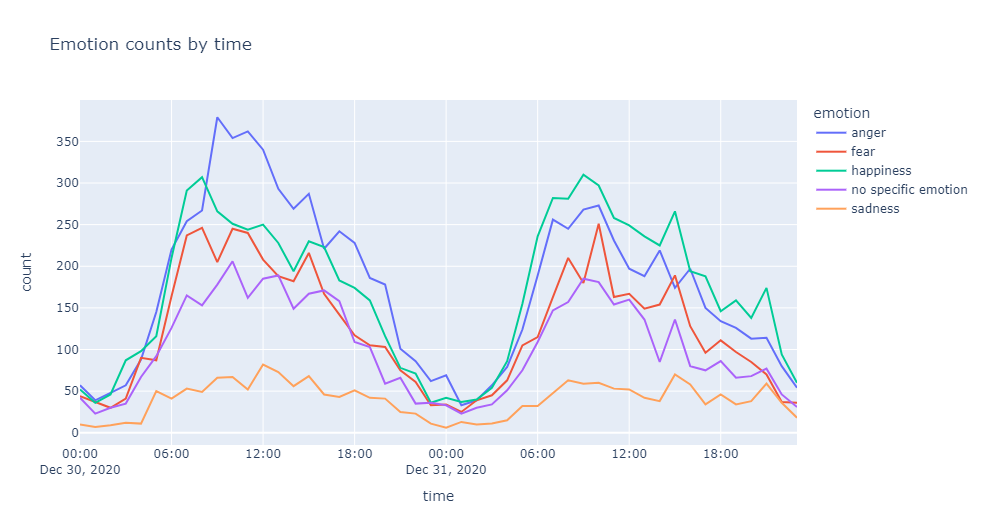 Emotion counts by time
emotion
anger
fear
happiness
no specific emotion
sadness
count
350
300
250
200
150
100
50
0
00:00 06:00 12:00 18:00 00:00 06:00 12:00 18:00
Dec 30, 2020 Dec 31, 2020
time